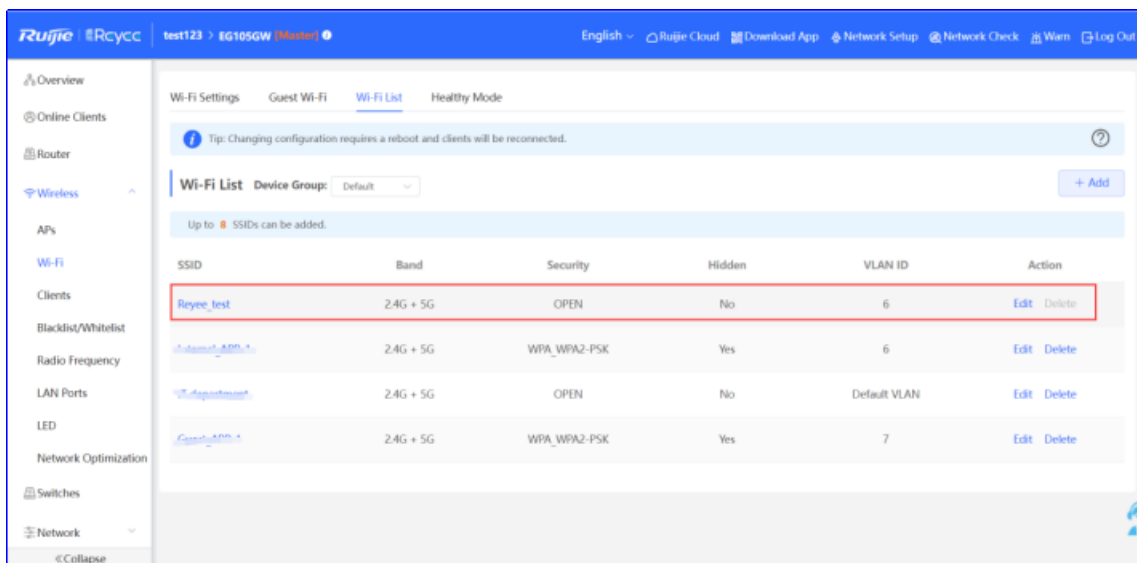 Ruijie | Rcycc test123 > EG105GW [Master] English Ruijie Cloud Download App Network Setup Network Check Warn Log Out
Overview
Online Clients
Router
Wireless
APs
Wi-Fi
Clients
Blacklist/Whitelist
Radio Frequency
LAN Ports
LED
Network Optimization
Switches
Network
«Collapse
Wi-Fi Settings Guest Wi-Fi Wi-Fi List Healthy Mode
Tip: Changing configuration requires a reboot and clients will be reconnected.
Wi-Fi List Device Group: Default + Add
Up to 8 SSIDs can be added.
SSID Band Security Hidden VLAN ID Action
Reyee_test 2.4G + 5G OPEN No 6 Edit Delete
2.4G + 5G WPA_WPA2-PSK Yes 6 Edit Delete
2.4G + 5G OPEN No Default VLAN Edit Delete
2.4G + 5G WPA_WPA2-PSK Yes 7 Edit Delete